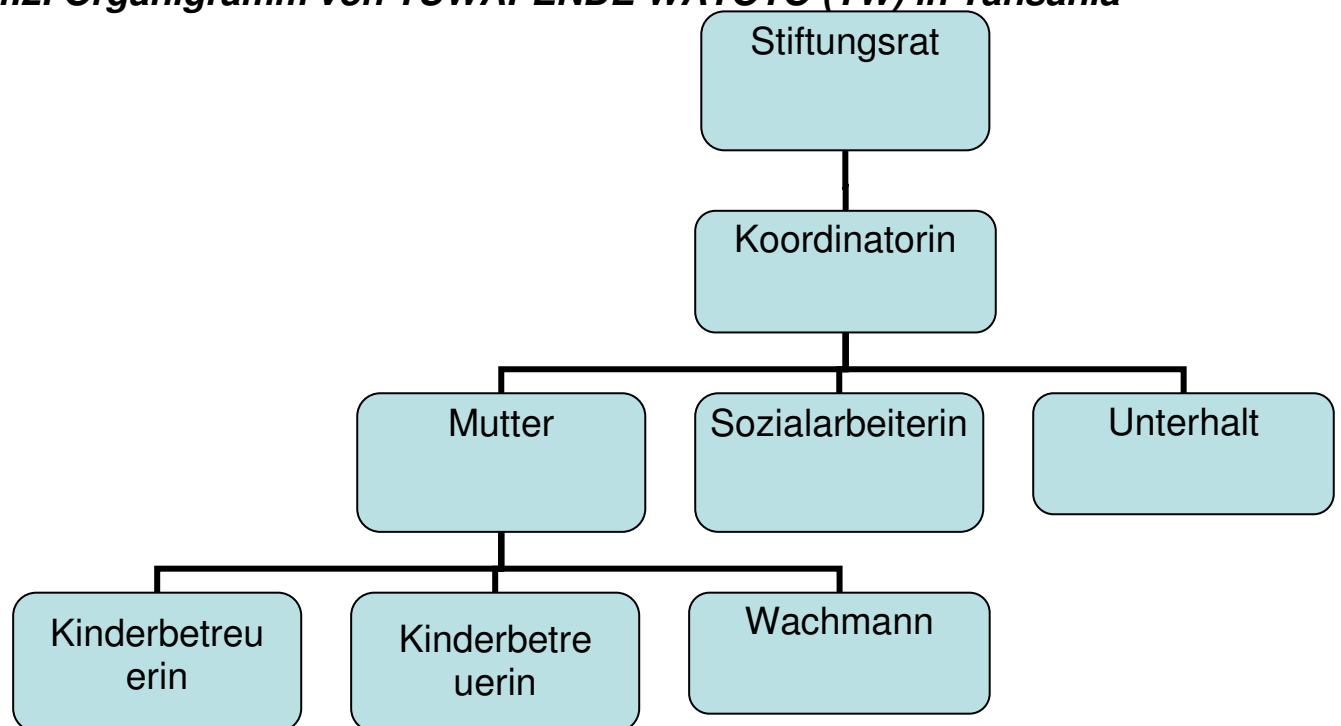 Organigramm von TUWAPENDE WATOTO (TW) in Tansania
Stiftungsrat
Koordinatorin
Mutter
Sozialarbeiterin
Unterhalt
Kinderbetreu
erin
Kinderbetre
uerin
Wachmann